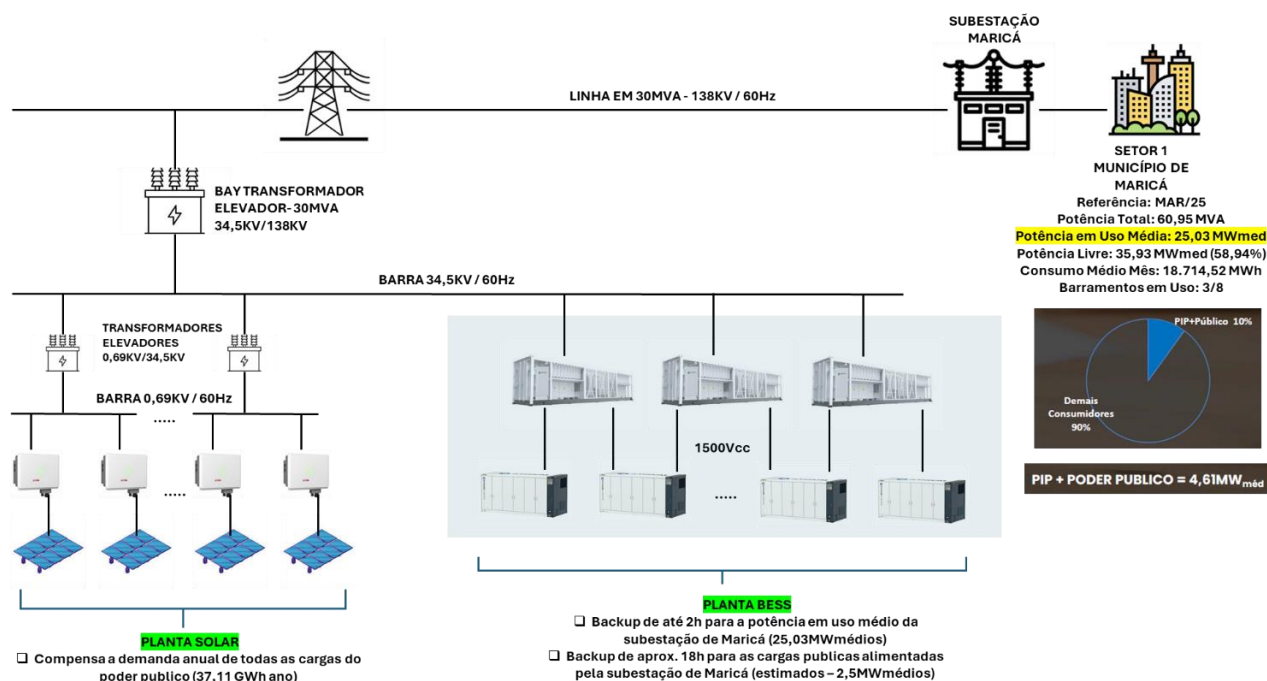 SUBESTAÇÃO
MARICÁ
LINHA EM 30MVA - 138KV / 60Hz
SETOR 1
MUNICÍPIO DE
MARICÁ
Referência: MAR/25
Potência Total: 60,95 MVA
Potência em Uso Média: 25,03 MWmed
Potência Livre: 35,93 MWmed (58,94%)
Consumo Médio Mês: 18.714,52 MWh
Barramentos em Uso: 3/8
BAY TRANSFORMADOR
ELEVADOR- 30MVA
34,5KV/138KV
BARRA 34,5KV / 60Hz
TRANSFORMADORES
ELEVADORES
0,69KV/34,5KV
BARRA 0,69KV / 60Hz
.....
.....
1500Vcc
.....
PIP+Público 10%
Demais
Consumidores
90%
PIP + PODER PUBLICO = 4,61MWméd
PLANTA SOLAR
❑ Compensa a demanda anual de todas as cargas do
poder publico (37,11 GWh ano)
PLANTA BESS
❑ Backup de até 2h para a potência em uso médio da
subestação de Maricá (25,03MWmédios)
❑ Backup de aprox. 18h para as cargas publicas alimentadas
pela subestação de Maricá (estimados – 2,5MWmédios)